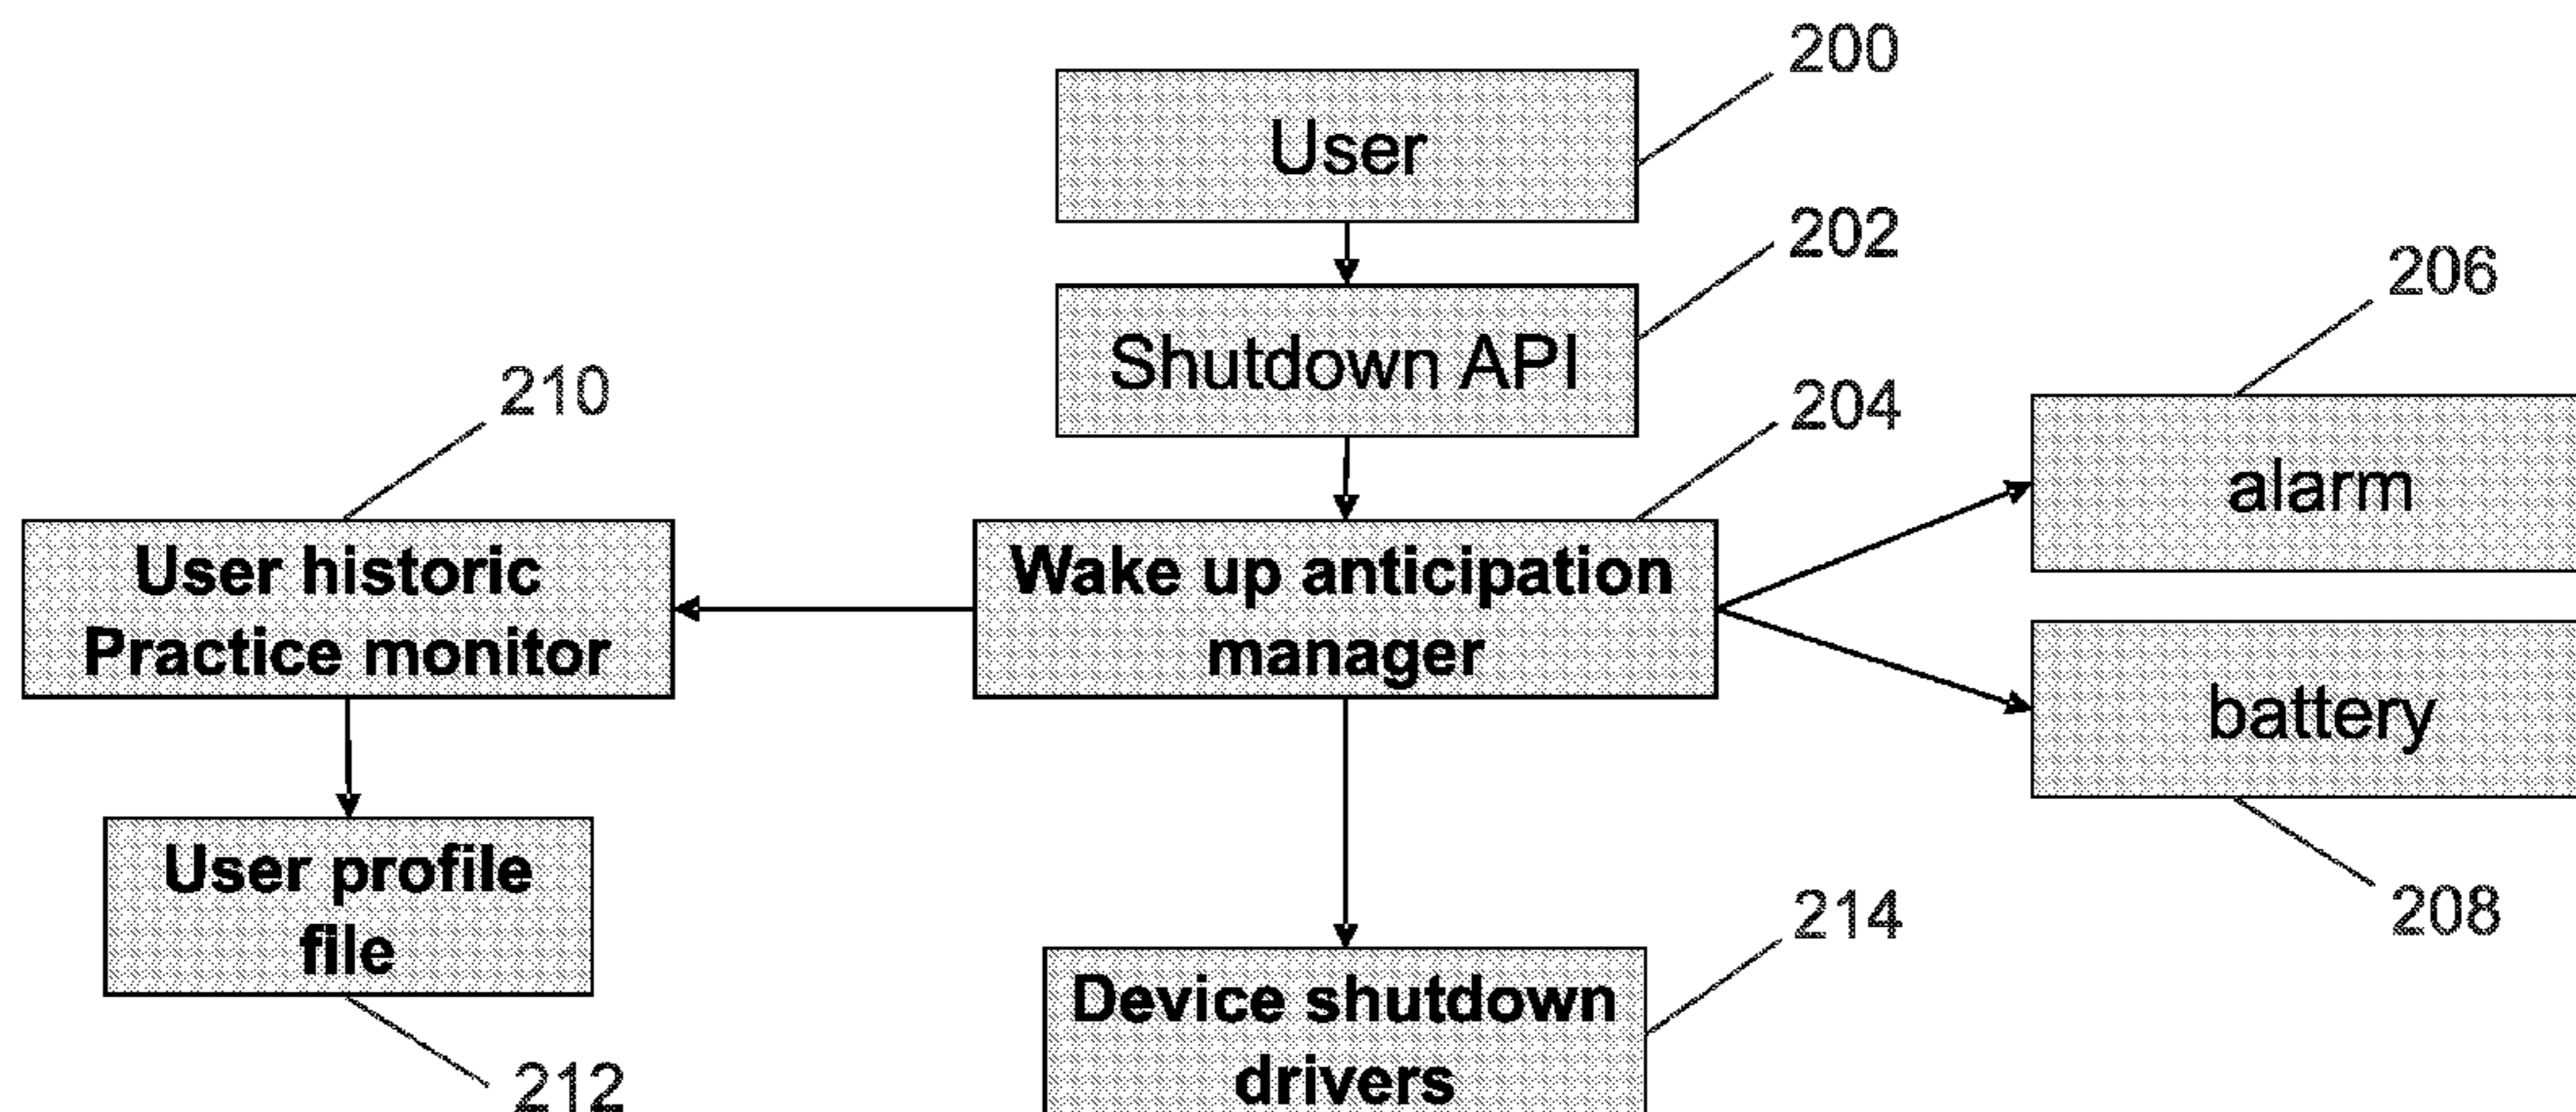 200
User
202
Shutdown API
206
210
204
alarm
User historic
Practice monitor
Wake up anticipation
manager
battery
User profile
file
208
214
Device shutdown
drivers
212